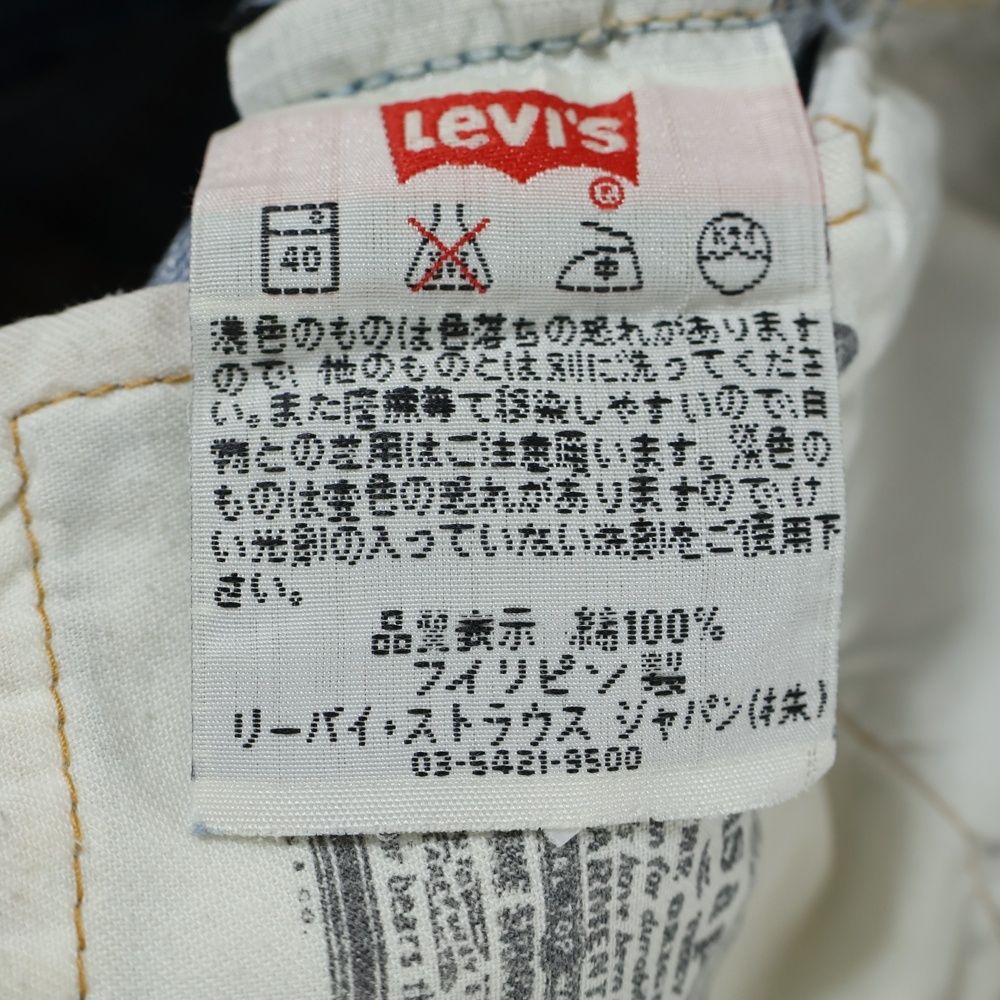 LEVI'S
®
40
濃色のものは色落ちの恐れがあります
ので、他のものとは別に洗ってくださ
い。また摩擦等で移染しやすいので、白
物との着用はご注意願います。淡色の
ものは変色の恐れがありますのでけ
い光剤の入っていない洗剤をご使用下
さい。
品質表示 綿100%
フィリピン製
リーバイ・ストラウス ジャパン(株)
03-5421-9500
bears
co.